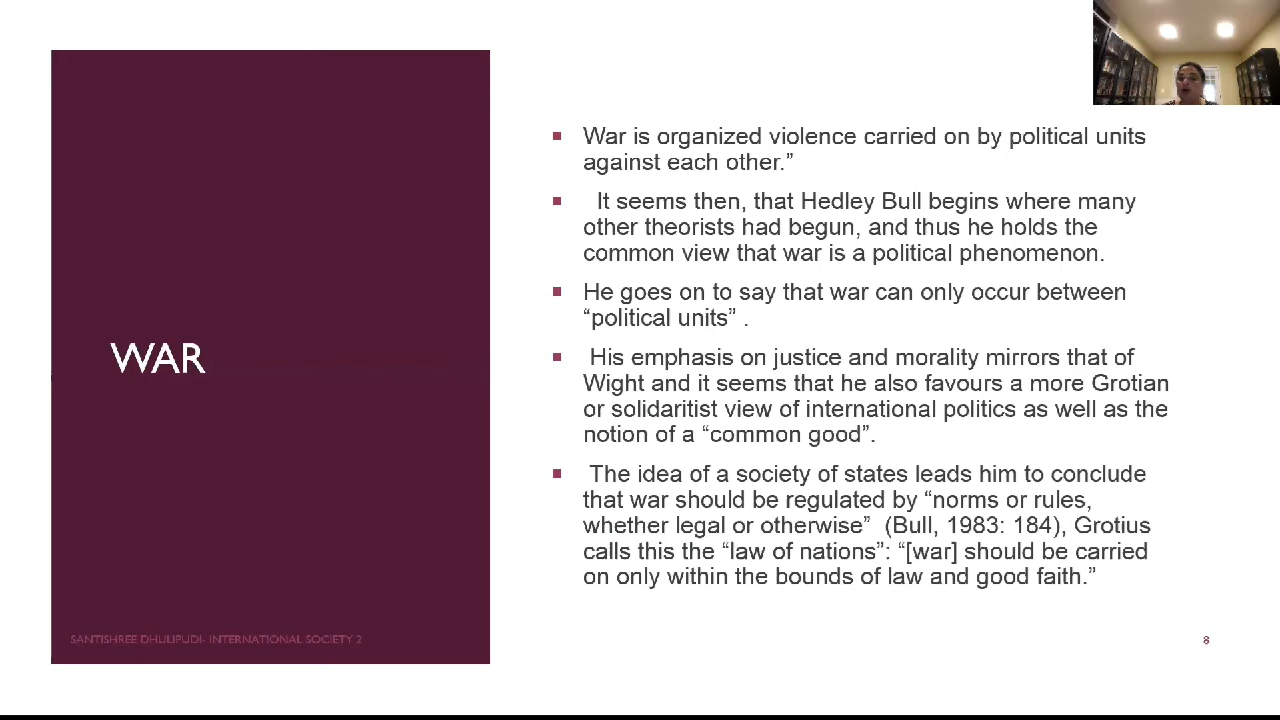 WAR
War is organized violence carried on by political units
against each other.”
It seems then, that Hedley Bull begins where many
other theorists had begun, and thus he holds the
common view that war is a political phenomenon.
He goes on to say that war can only occur between
“political units” .
His emphasis on justice and morality mirrors that of
Wight and it seems that he also favours a more Grotian
or solidaritist view of international politics as well as the
notion of a “common good”.
The idea of a society of states leads him to conclude
that war should be regulated by “norms or rules,
whether legal or otherwise” (Bull, 1983: 184), Grotius
calls this the “law of nations”: “[war] should be carried
on only within the bounds of law and good faith.”
SANTISHREE DHULIPUDI- INTERNATIONAL SOCIETY 2
8